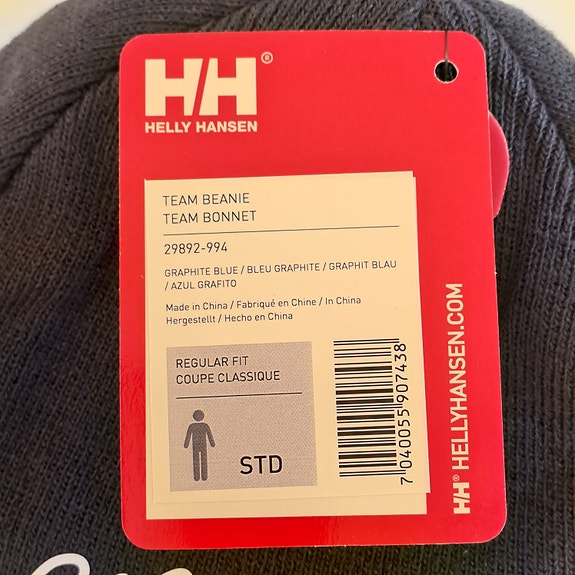 HH®
HELLY HANSEN
TEAM BEANIE
TEAM BONNET
29892-994
GRAPHITE BLUE / BLEU GRAPHITE / GRAPHIT BLAU
/ AZUL GRAFITO
Made in China / Fabriqué en Chine / In China
Hergestellt / Hecho en China
REGULAR FIT
COUPE CLASSIQUE
STD
7 040055 907438
HH® HELLYHANSEN.COM